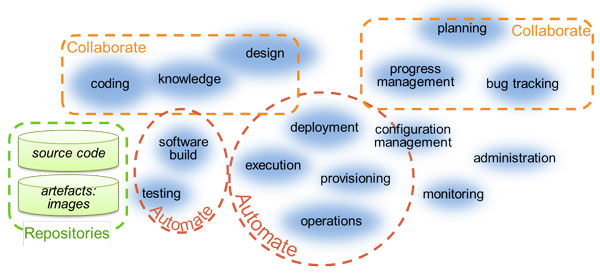 Collaborate
design
coding
knowledge
planning
Collaborate
progress
management
bug tracking
source code
artefacts:
images
Repositories
software
build
testing
Automate
deployment
execution
provisioning
operations
Automate
configuration
management
administration
monitoring